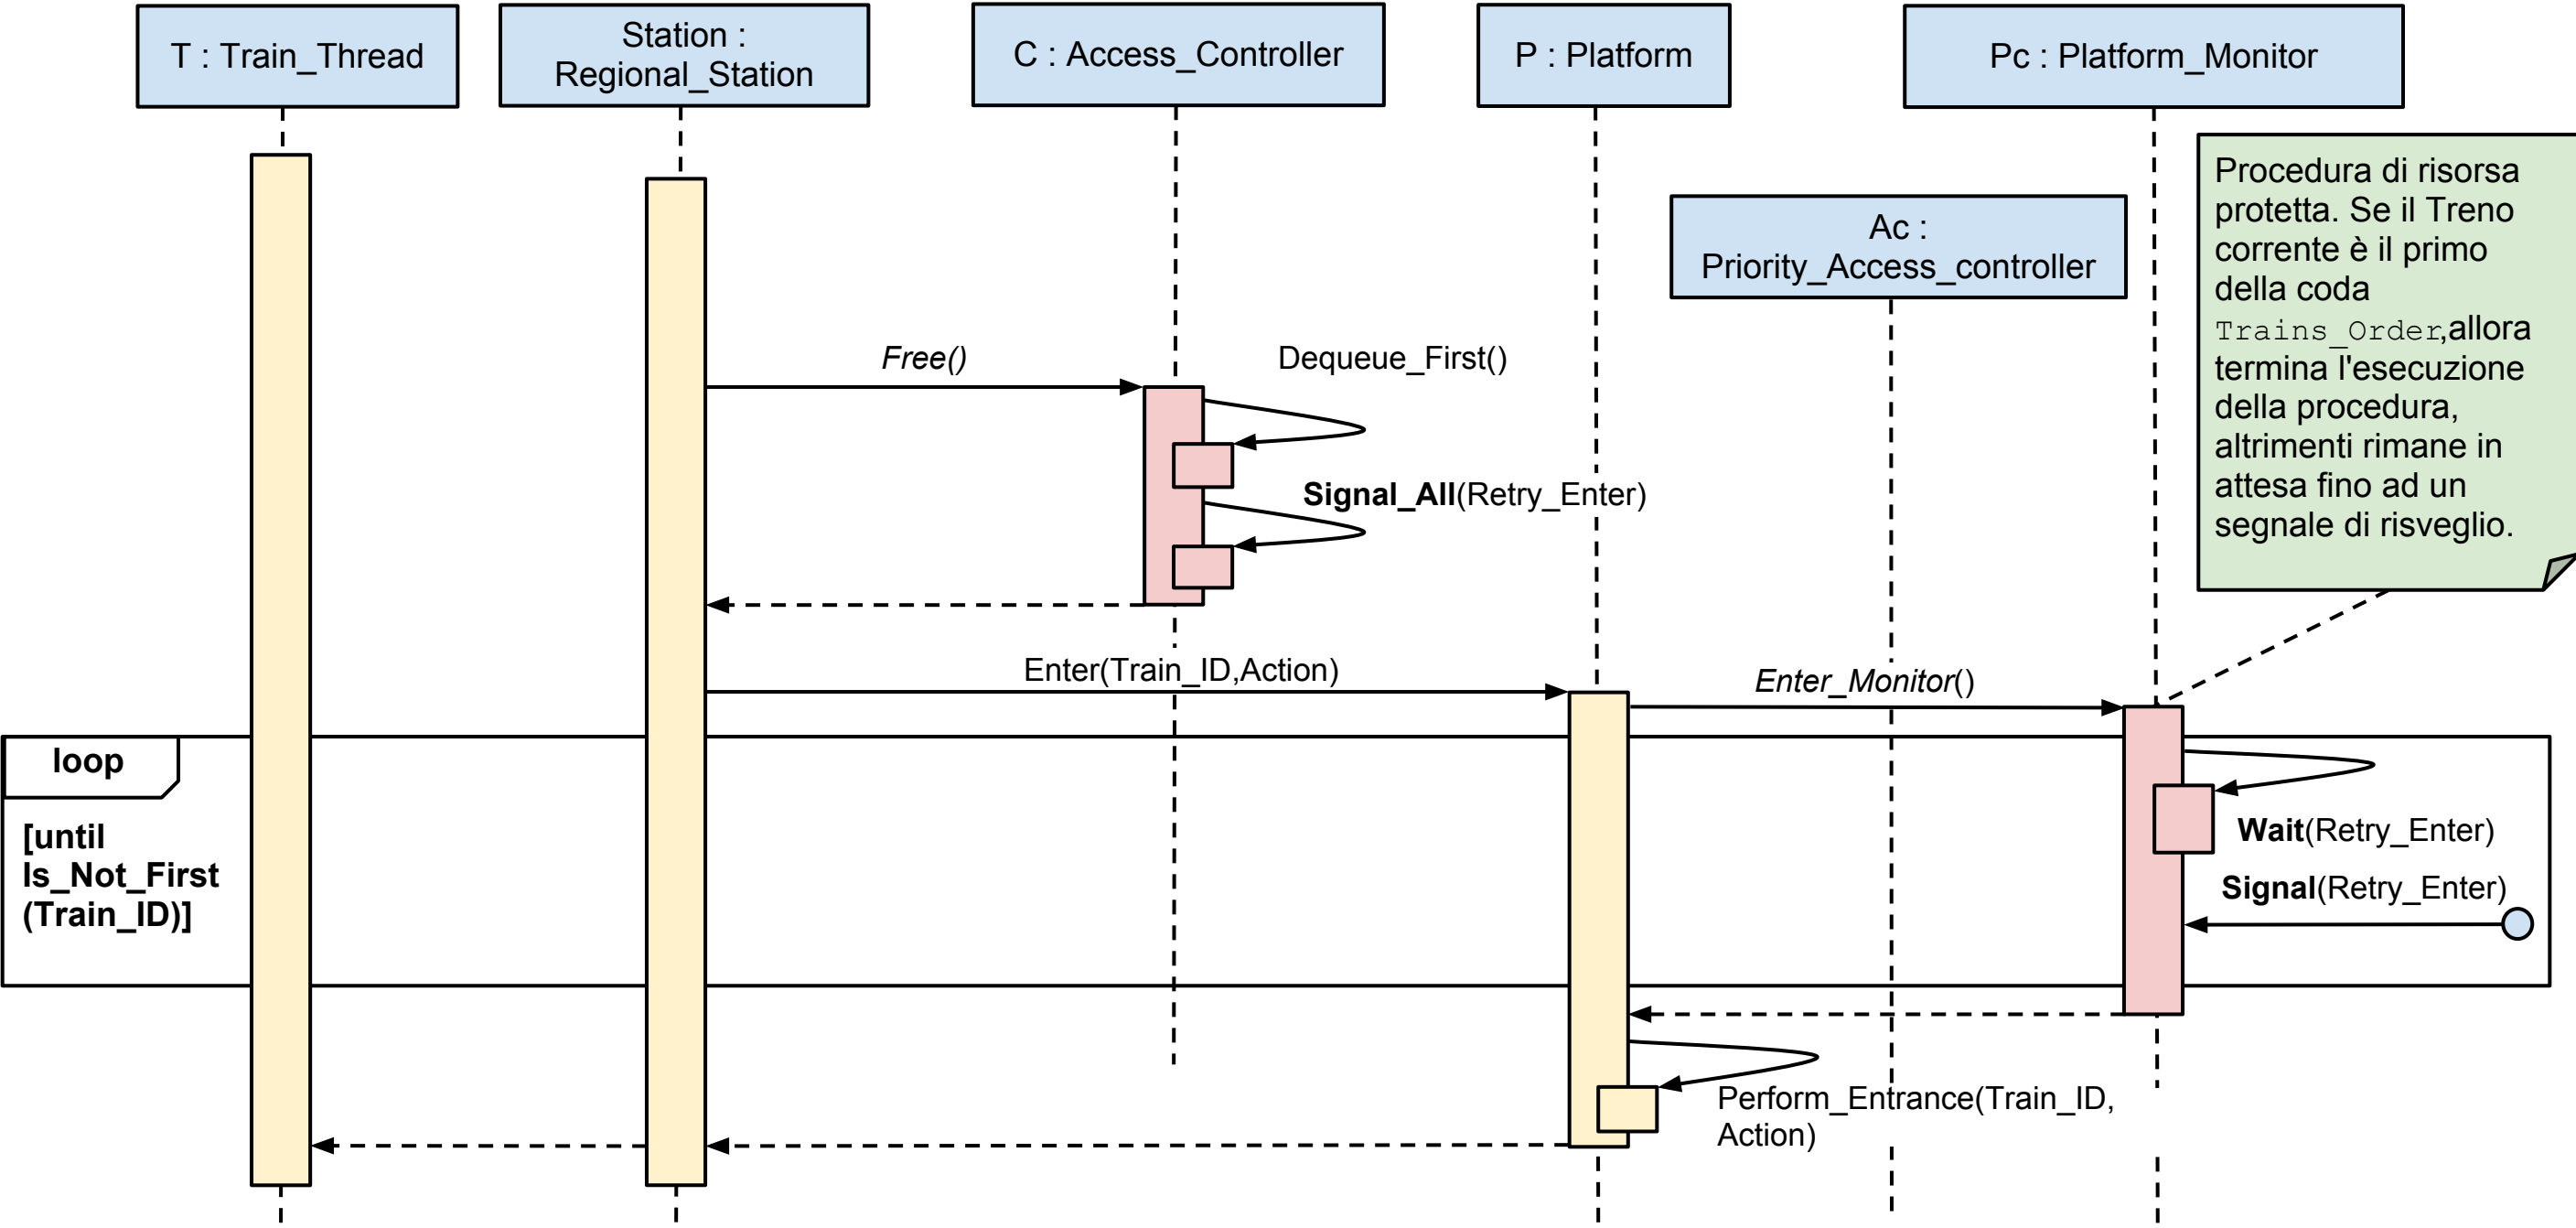 T : Train_Thread
Station :
Regional_Station
C : Access_Controller
P : Platform
Pc : Platform_Monitor
Ac :
Priority_Access_controller
Procedura di risorsa
protetta. Se il Treno
corrente è il primo
della coda
Trains_Order,allora
termina l'esecuzione
della procedura,
altrimenti rimane in
attesa fino ad un
segnale di risveglio.
Free()
Dequeue_First()
Signal_All(Retry_Enter)
Enter(Train_ID,Action)
Enter_Monitor()
loop
[until
Is_Not_First
(Train_ID)]
Wait(Retry_Enter)
Signal(Retry_Enter)
Perform_Entrance(Train_ID,
Action)